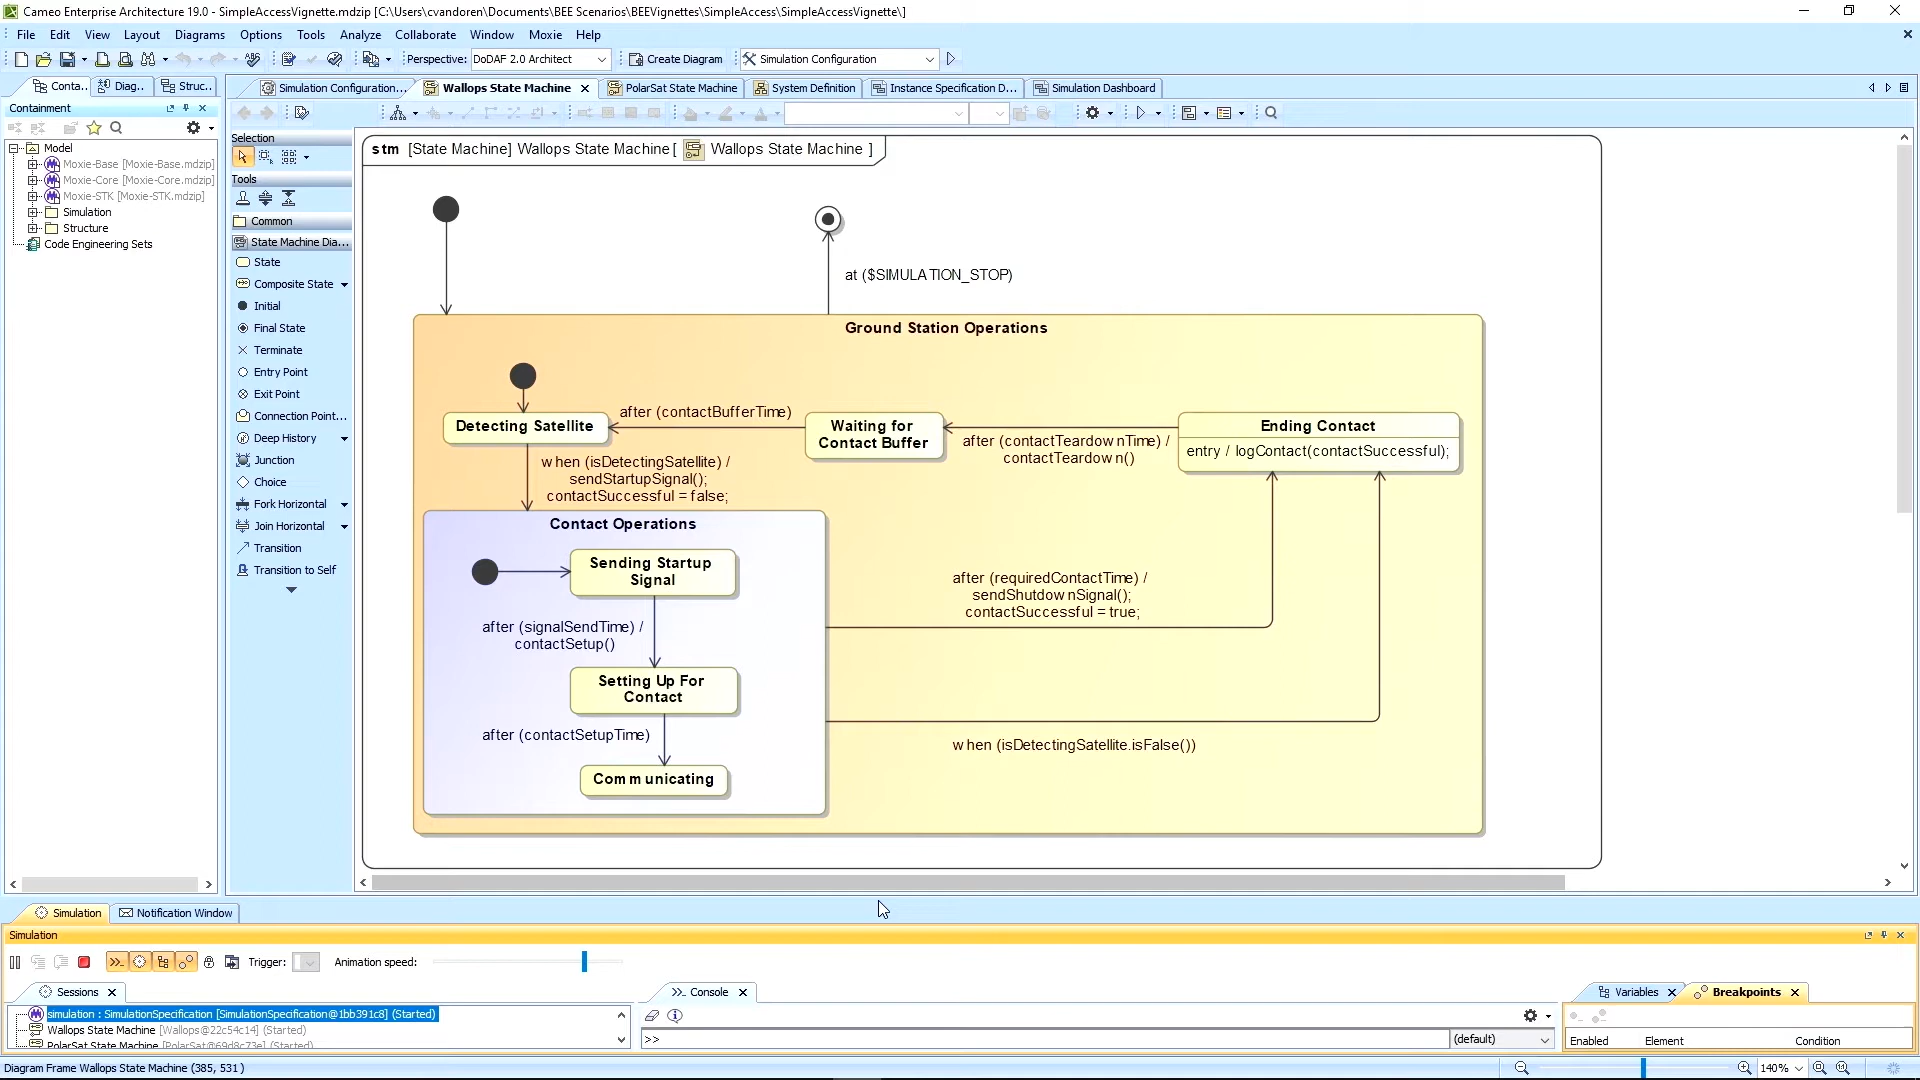 Cameo Enterprise Architecture 19.0 - SimpleAccessVignette.mdzip [C:\Users\cvandoren\Documents\BEE Scenarios\BEEVignettes\SimpleAccess\SimpleAccessVignette\]
File Edit View Layout Diagrams Options Tools Analyze Collaborate Window Moxie Help
Perspective: DoDAF 2.0 Architect Create Diagram Simulation Configuration
Conta... Diag... Struc... Simulation Configuration... Wallops State Machine PolarSat State Machine System Definition Instance Specification D... Simulation Dashboard
Containment
Model
Moxie-Base [Moxie-Base.mdzip]
Moxie-Core [Moxie-Core.mdzip]
Moxie-STK [Moxie-STK.mdzip]
Simulation
Structure
Code Engineering Sets
Selection
Tools
Common
State Machine Dia...
State
Composite State
Initial
Final State
Terminate
Entry Point
Exit Point
Connection Point...
Deep History
Junction
Choice
Fork Horizontal
Join Horizontal
Transition
Transition to Self
stm [State Machine] Wallops State Machine [ Wallops State Machine ]
at ($SIMULATION_STOP)
Ground Station Operations
Detecting Satellite
after (contactBufferTime)
Waiting for
Contact Buffer
after (contactTeardownTime) /
contactTeardown()
Ending Contact
entry / logContact(contactSuccessful);
when (isDetectingSatellite) /
sendStartupSignal();
contactSuccessful = false;
Contact Operations
Sending Startup
Signal
after (signalSendTime) /
contactSetup()
Setting Up For
Contact
after (contactSetupTime)
Communicating
after (requiredContactTime) /
sendShutdownSignal();
contactSuccessful = true;
when (isDetectingSatellite.isFalse())
Simulation Notification Window
Simulation
Trigger: Animation speed:
Sessions
simulation : SimulationSpecification [SimulationSpecification@1bb391c8] (Started)
Wallops State Machine [Wallops@22c54c14] (Started)
PolarSat State Machine [PolarSat@69d8c73e] (Started)
Console
>> (default)
Variables Breakpoints
Enabled Element Condition
Diagram Frame Wallops State Machine (385, 531 )
140%